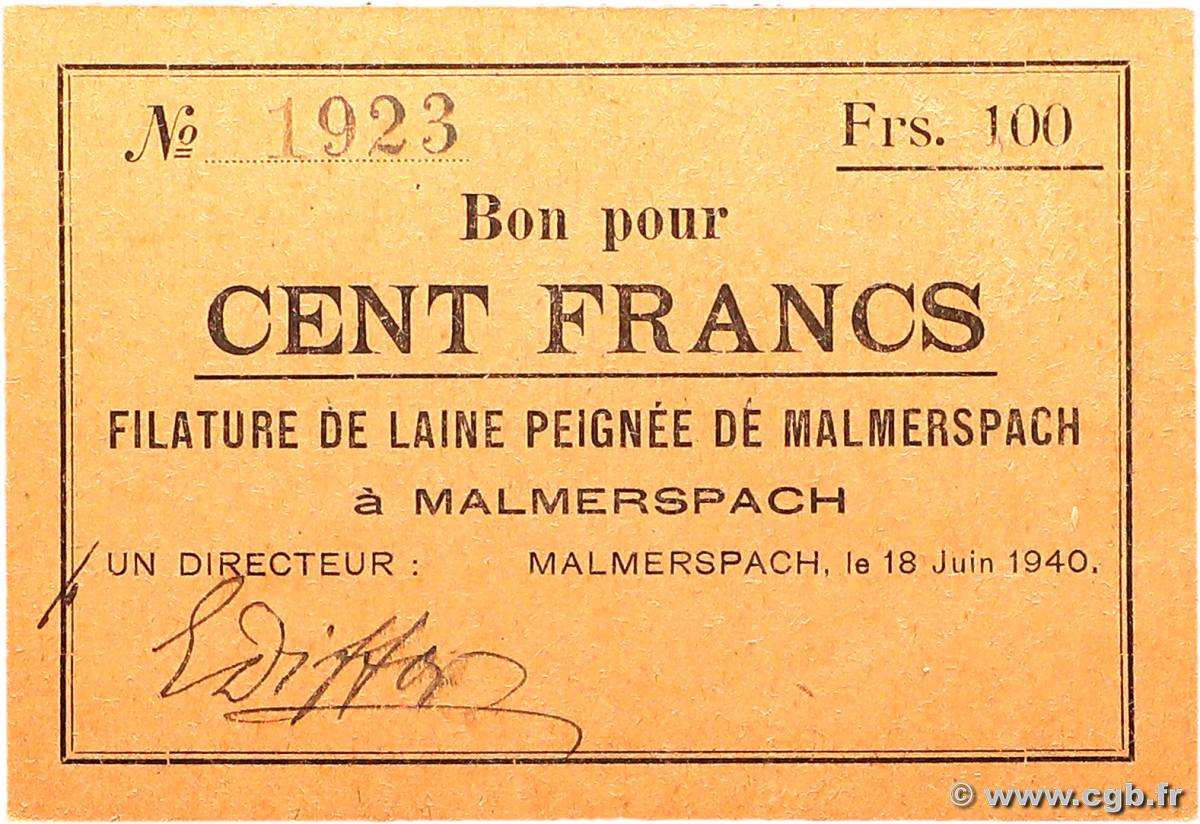 Nº 1923 Frs. 100
Bon pour
CENT FRANCS
FILATURE DE LAINE PEIGNÉE DE MALMERSPACH
à MALMERSPACH
UN DIRECTEUR : MALMERSPACH, le 18 Juin 1940.
© www.cgb.fr